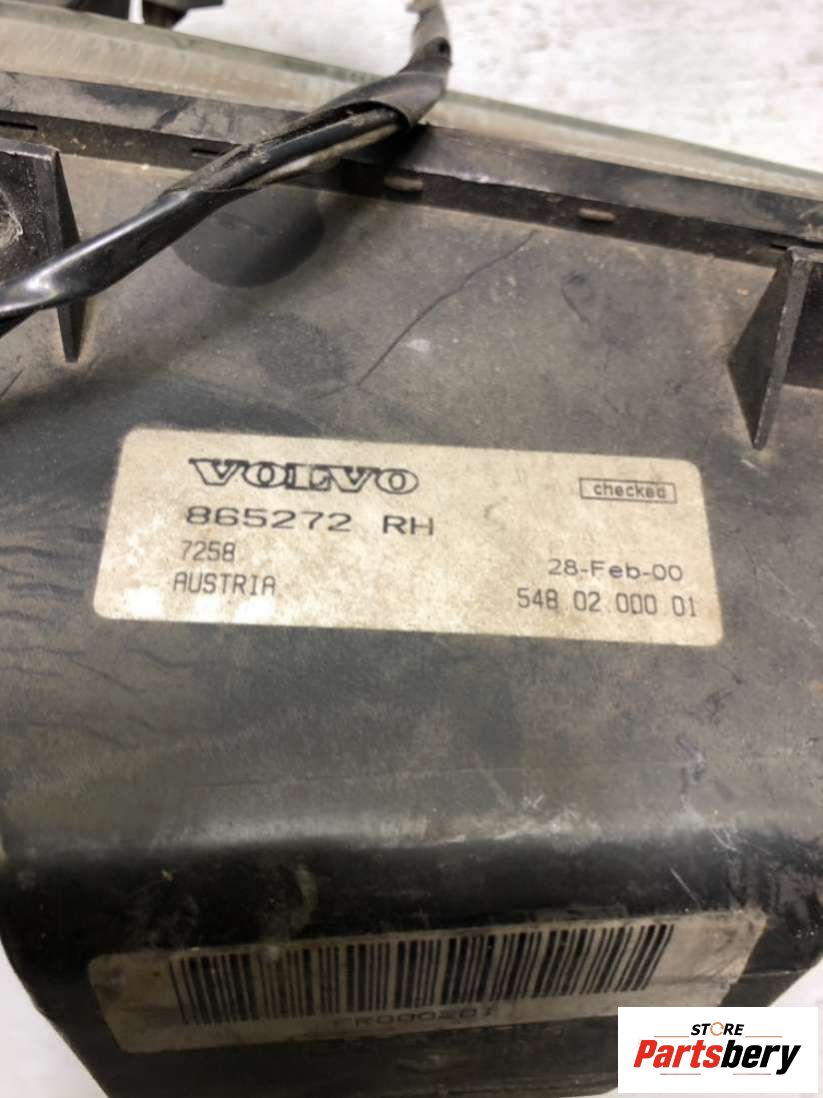 VOLVO
checked
865272 RH
7258
28-Feb-00
AUSTRIA
548 02 000 01
STORE
Partsbery